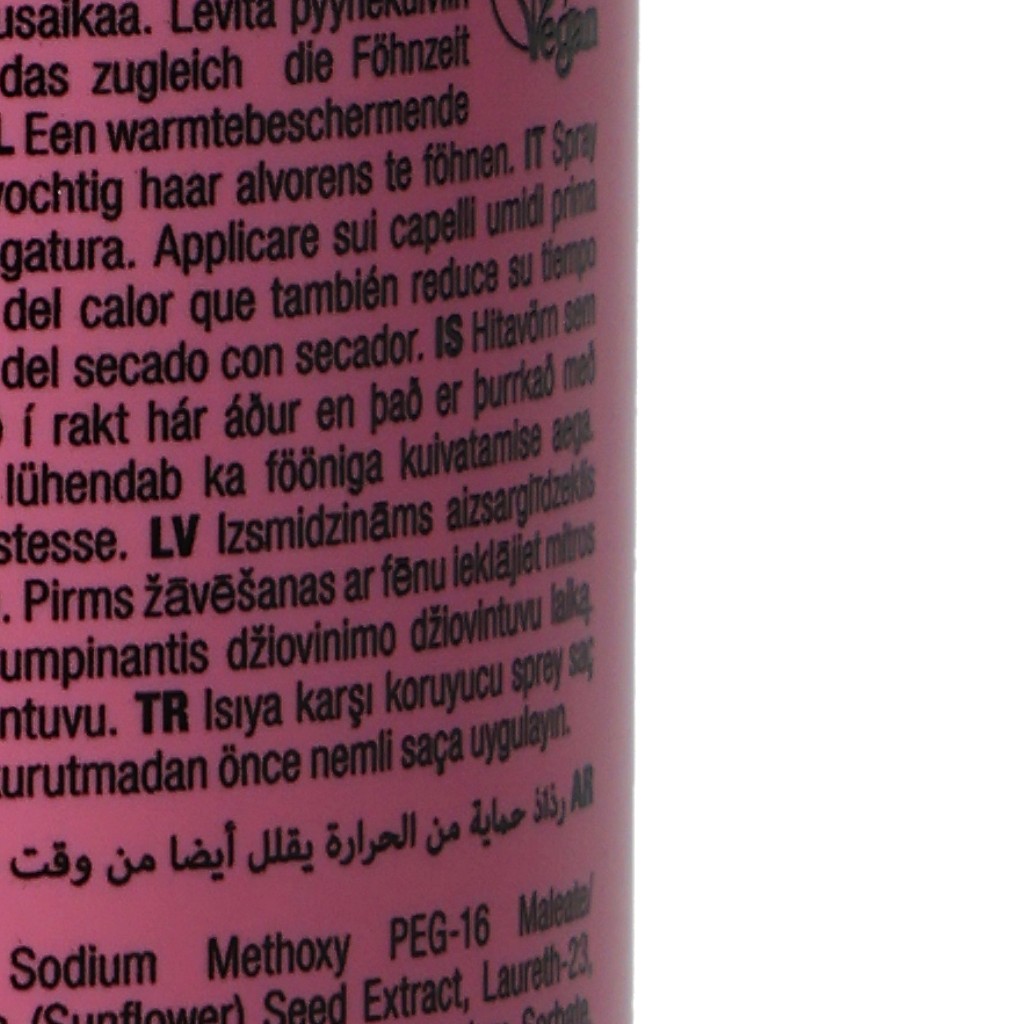 usaikaa. Levitä pyyhekuiviin
Vegan
das zugleich die Föhnzeit
L Een warmtebeschermende
vochtig haar alvorens te föhnen. IT Spray
gatura. Applicare sui capelli umidi prima
del calor que también reduce su tiempo
del secado con secador. IS Hitavörn sem
í rakt hár áður en það er þurrkað með
lühendab ka fööniga kuivatamise aega.
stesse. LV Izsmidzināms aizsarglīdzeklis
. Pirms žāvēšanas ar fēnu ieklājiet mitros
umpinantis džiovinimo džiovintuvu laiką.
ntuvu. TR Isıya karşı koruyucu sprey saç
kurutmadan önce nemli saça uygulayın.
AR رذاذ حماية من الحرارة يقلل أيضا من وقت
Sodium Methoxy PEG-16 Maleate/
(Sunflower) Seed Extract, Laureth-23,
Sorbate,